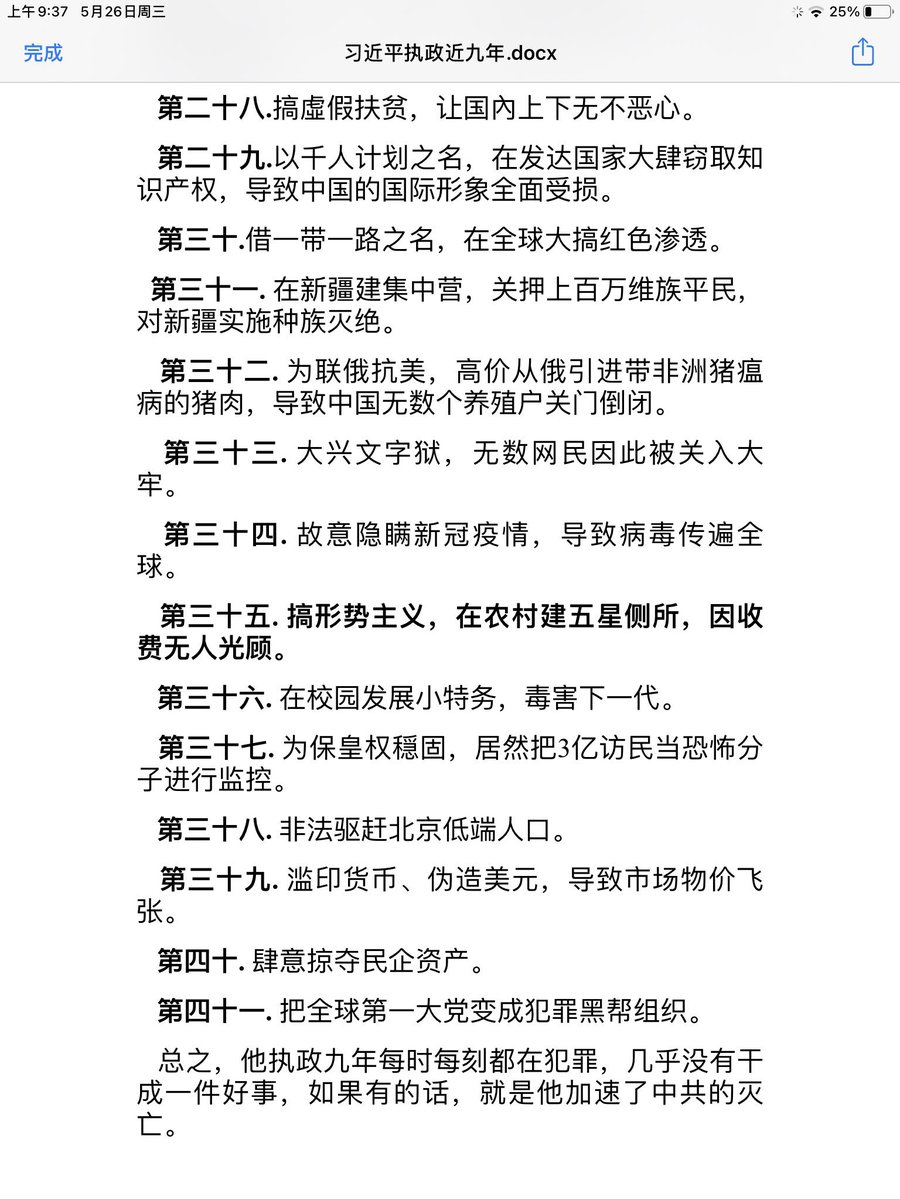 上午9:37 5月26日周三
25%
完成
习近平执政近九年.docx
第二十八.搞虚假扶贫，让国内上下无不恶心。
第二十九.以千人计划之名，在发达国家大肆窃取知
识产权，导致中国的国际形象全面受损。
第三十.借一带一路之名，在全球大搞红色渗透。
第三十一. 在新疆建集中营，关押上百万维族平民，
对新疆实施种族灭绝。
第三十二. 为联俄抗美，高价从俄引进带非洲猪瘟
病的猪肉，导致中国无数个养殖户关门倒闭。
第三十三. 大兴文字狱，无数网民因此被关入大
牢。
第三十四. 故意隐瞒新冠疫情，导致病毒传遍全
球。
第三十五. 搞形势主义，在农村建五星侧所，因收
费无人光顾。
第三十六. 在校园发展小特务，毒害下一代。
第三十七. 为保皇权穏固，居然把3亿访民当恐怖分
子进行监控。
第三十八. 非法驱赶北京低端人口。
第三十九. 滥印货币、伪造美元，导致市场物价飞
张。
第四十. 肆意掠夺民企资产。
第四十一. 把全球第一大党变成犯罪黑帮组织。
总之，他执政九年每时每刻都在犯罪，几乎没有干
成一件好事，如果有的话，就是他加速了中共的灭
亡。